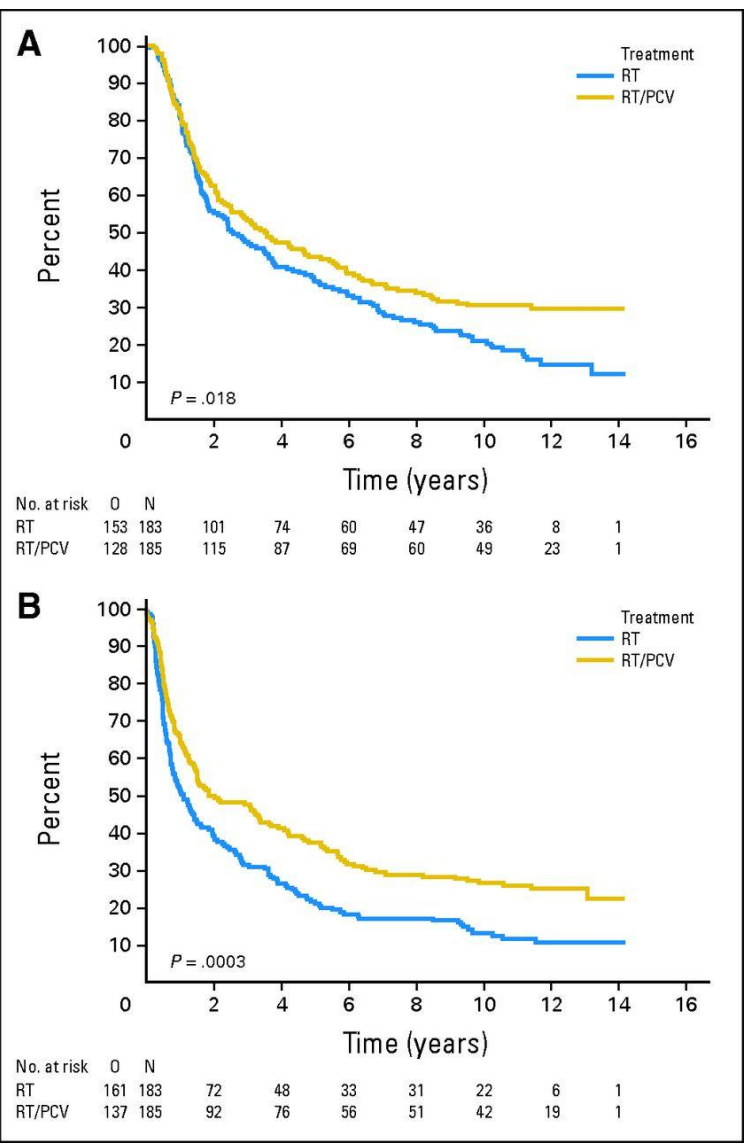 A
Treatment
RT
RT/PCV
100
90
80
70
60
50
40
30
20
10
Percent
P = .018
0 2 4 6 8 10 12 14 16
Time (years)
No. at risk O N
RT 153 183 101 74 60 47 36 8 1
RT/PCV 128 185 115 87 69 60 49 23 1
B
Treatment
RT
RT/PCV
100
90
80
70
60
50
40
30
20
10
Percent
P = .0003
0 2 4 6 8 10 12 14 16
Time (years)
No. at risk O N
RT 161 183 72 48 33 31 22 6 1
RT/PCV 137 185 92 76 56 51 42 19 1